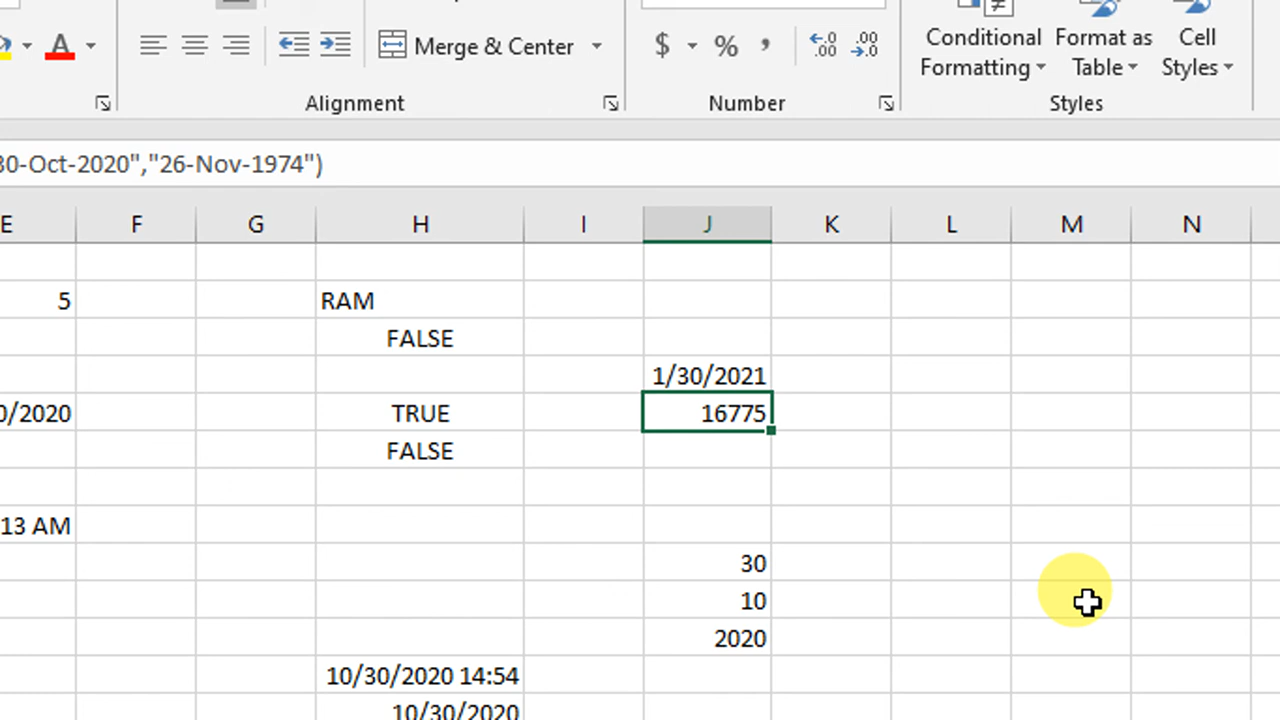 $ % ,
Merge & Center
Conditional Formatting
Format as Table
Cell Styles
Alignment Number Styles
30-Oct-2020","26-Nov-1974")
E F G H I J K L M N
5 RAM
FALSE
1/30/2021
0/2020 TRUE 16775
FALSE
13 AM
30
10
2020
10/30/2020 14:54
10/30/2020